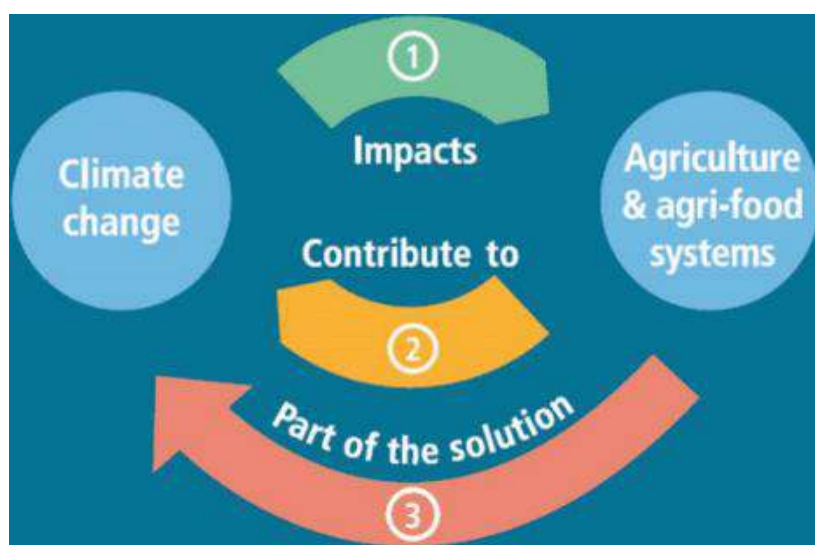 1
Impacts
Climate
change
Agriculture
& agri-food
systems
Contribute to
2
Part of the solution
3